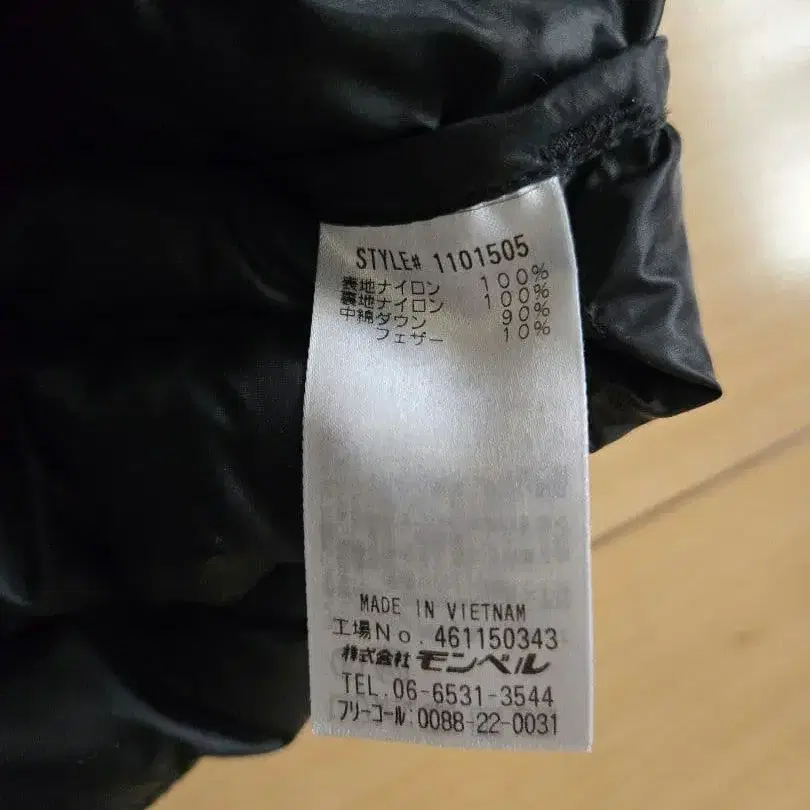 STYLE# 1101505
表地ナイロン 100%
裏地ナイロン 100%
中綿ダウン 90%
フェザー 10%
MADE IN VIETNAM
工場No. 461150343
株式会社 モンベル
TEL.06-6531-3544
フリーコール:0088-22-0031